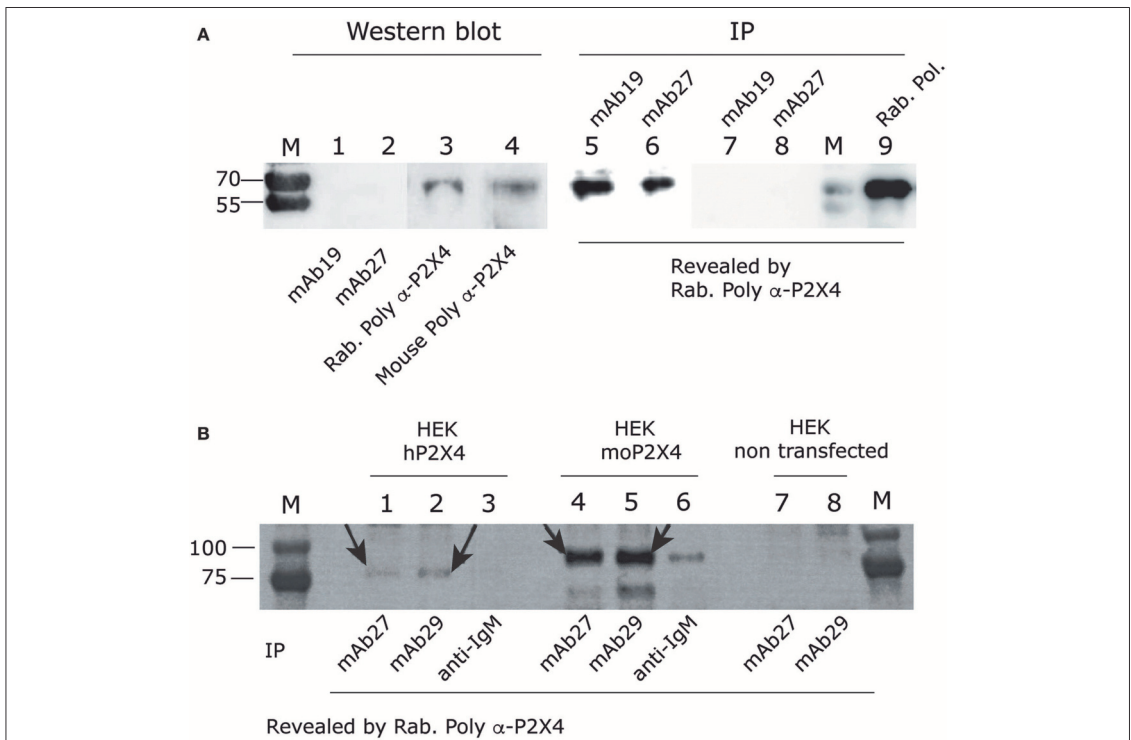 A
Western blot
IP
mAb19 mAb27 mAb19 mAb27 Rab. Pol.
M 1 2 3 4 5 6 7 8 M 9
70
55
mAb19 mAb27 Rab. Poly α-P2X4 Mouse Poly α-P2X4
Revealed by
Rab. Poly α-P2X4
B
HEK HEK HEK
hP2X4 moP2X4 non transfected
M 1 2 3 4 5 6 7 8 M
100
75
IP mAb27 mAb29 anti-IgM mAb27 mAb29 anti-IgM mAb27 mAb29
Revealed by Rab. Poly α-P2X4